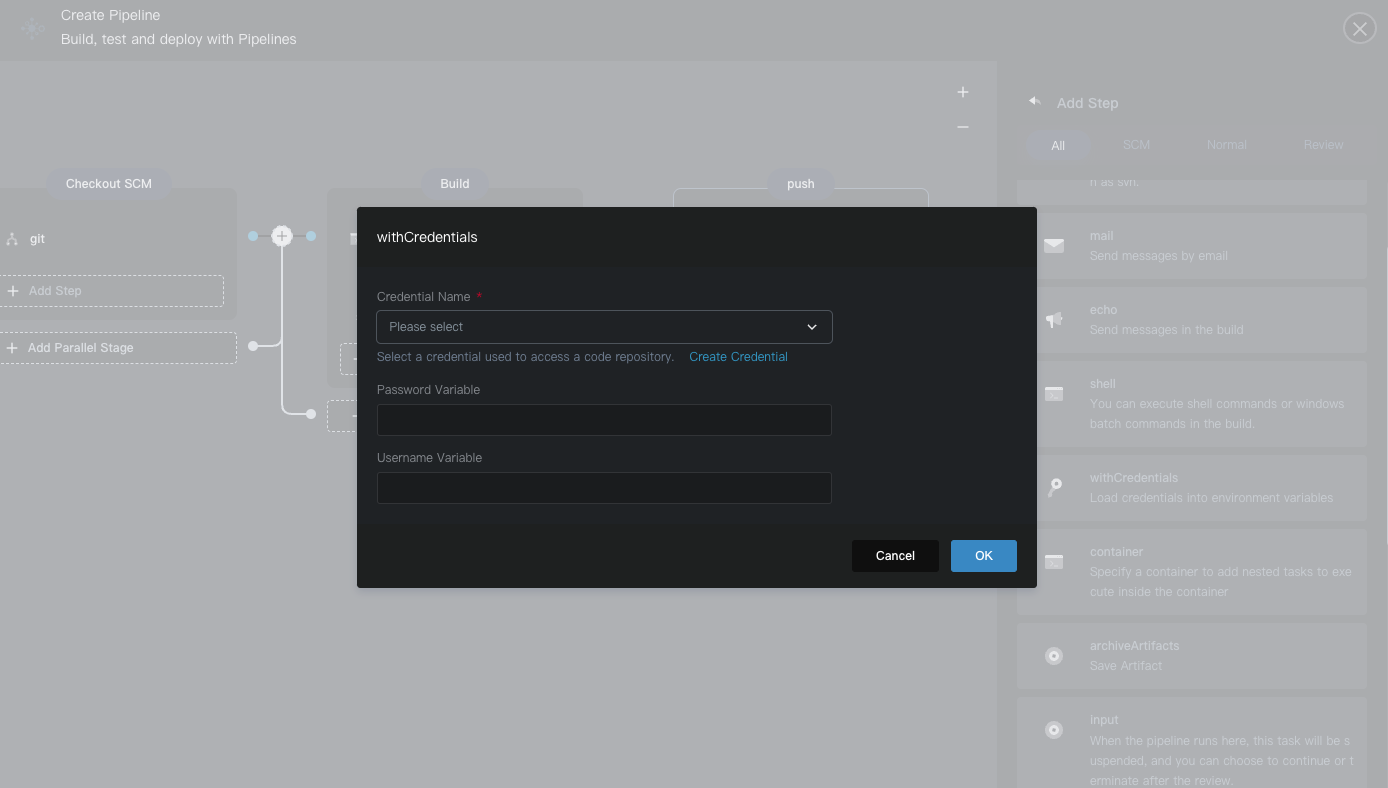 Create Pipeline
Build, test and deploy with Pipelines
Add Step
All
SCM
Normal
Review
n as svn.
Checkout SCM
Build
push
git
Add Step
Add Parallel Stage
withCredentials
Credential Name *
Please select
Select a credential used to access a code repository. Create Credential
Password Variable
Username Variable
Cancel
OK
mail
Send messages by email
echo
Send messages in the build
shell
You can execute shell commands or windows
batch commands in the build.
withCredentials
Load credentials into environment variables
container
Specify a container to add nested tasks to exe
cute inside the container
archiveArtifacts
Save Artifact
input
When the pipeline runs here, this task will be s
uspended, and you can choose to continue or t
erminate after the review.